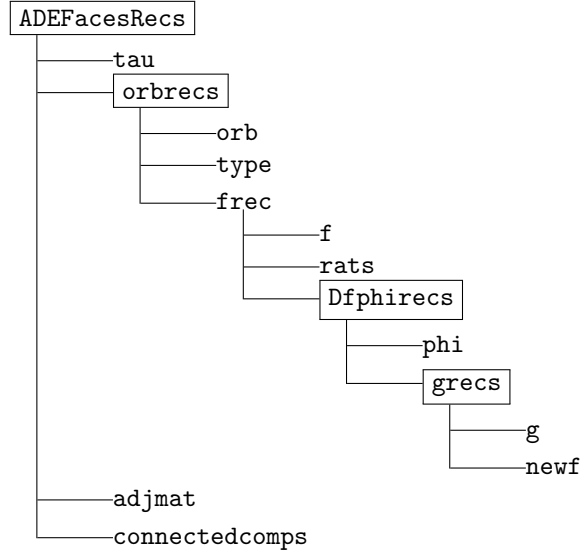 ADEFacesRecs
tau
orbrecs
orb
type
frec
f
rats
Dfphirecs
phi
grecs
g
newf
adjmat
connectedcomps